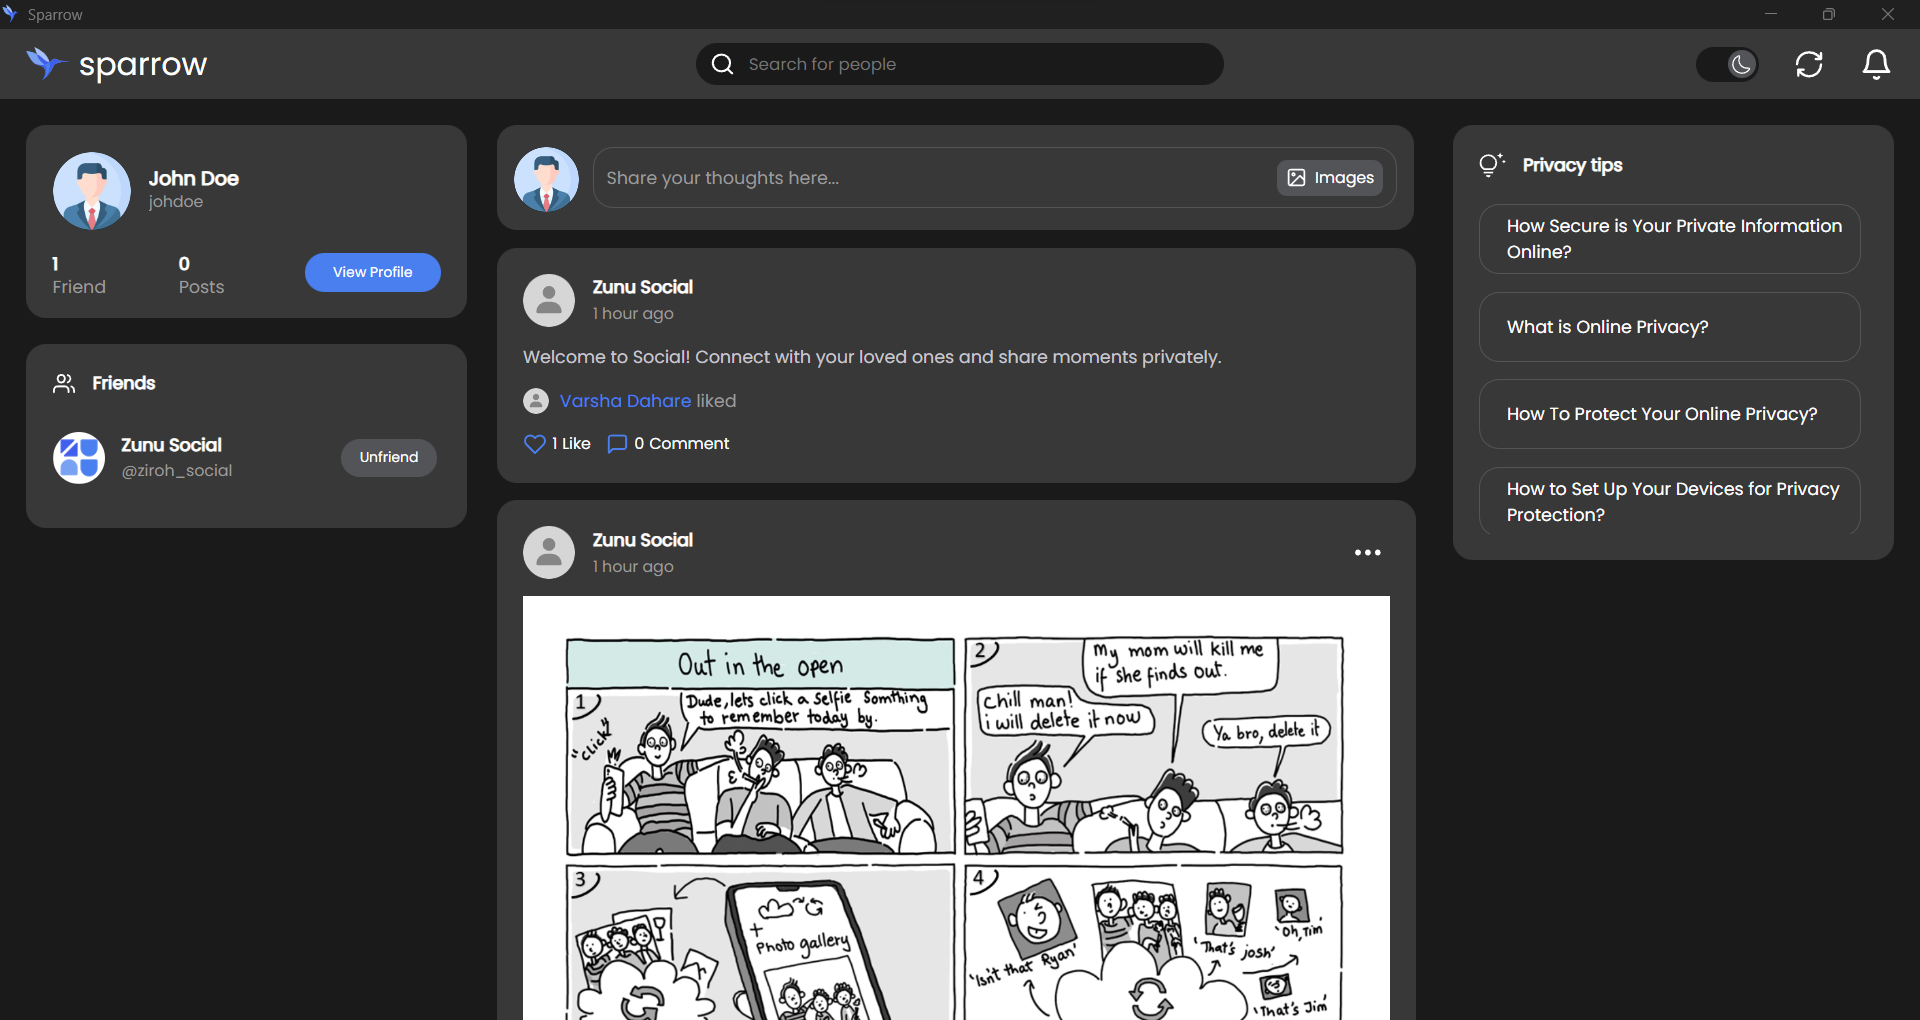 Sparrow
sparrow
Search for people
John Doe
johdoe
1
Friend
0
Posts
View Profile
Friends
Zunu Social
@ziroh_social
Unfriend
Share your thoughts here...
Images
Zunu Social
1 hour ago
Welcome to Social! Connect with your loved ones and share moments privately.
Varsha Dahare liked
1 Like
0 Comment
Zunu Social
1 hour ago
Out in the open
1
Dude,lets click a selfie Somthing
to remember today by.
"click"
2
My mom will kill me
if she finds out.
Chill man!
i will delete it now
Ya bro, delete it
3
+
Photo gallery
4
'Isn't that Ryan'
'That's josh'
'Oh, Tim'
'That's Jim'
Privacy tips
How Secure is Your Private Information
Online?
What is Online Privacy?
How To Protect Your Online Privacy?
How to Set Up Your Devices for Privacy
Protection?